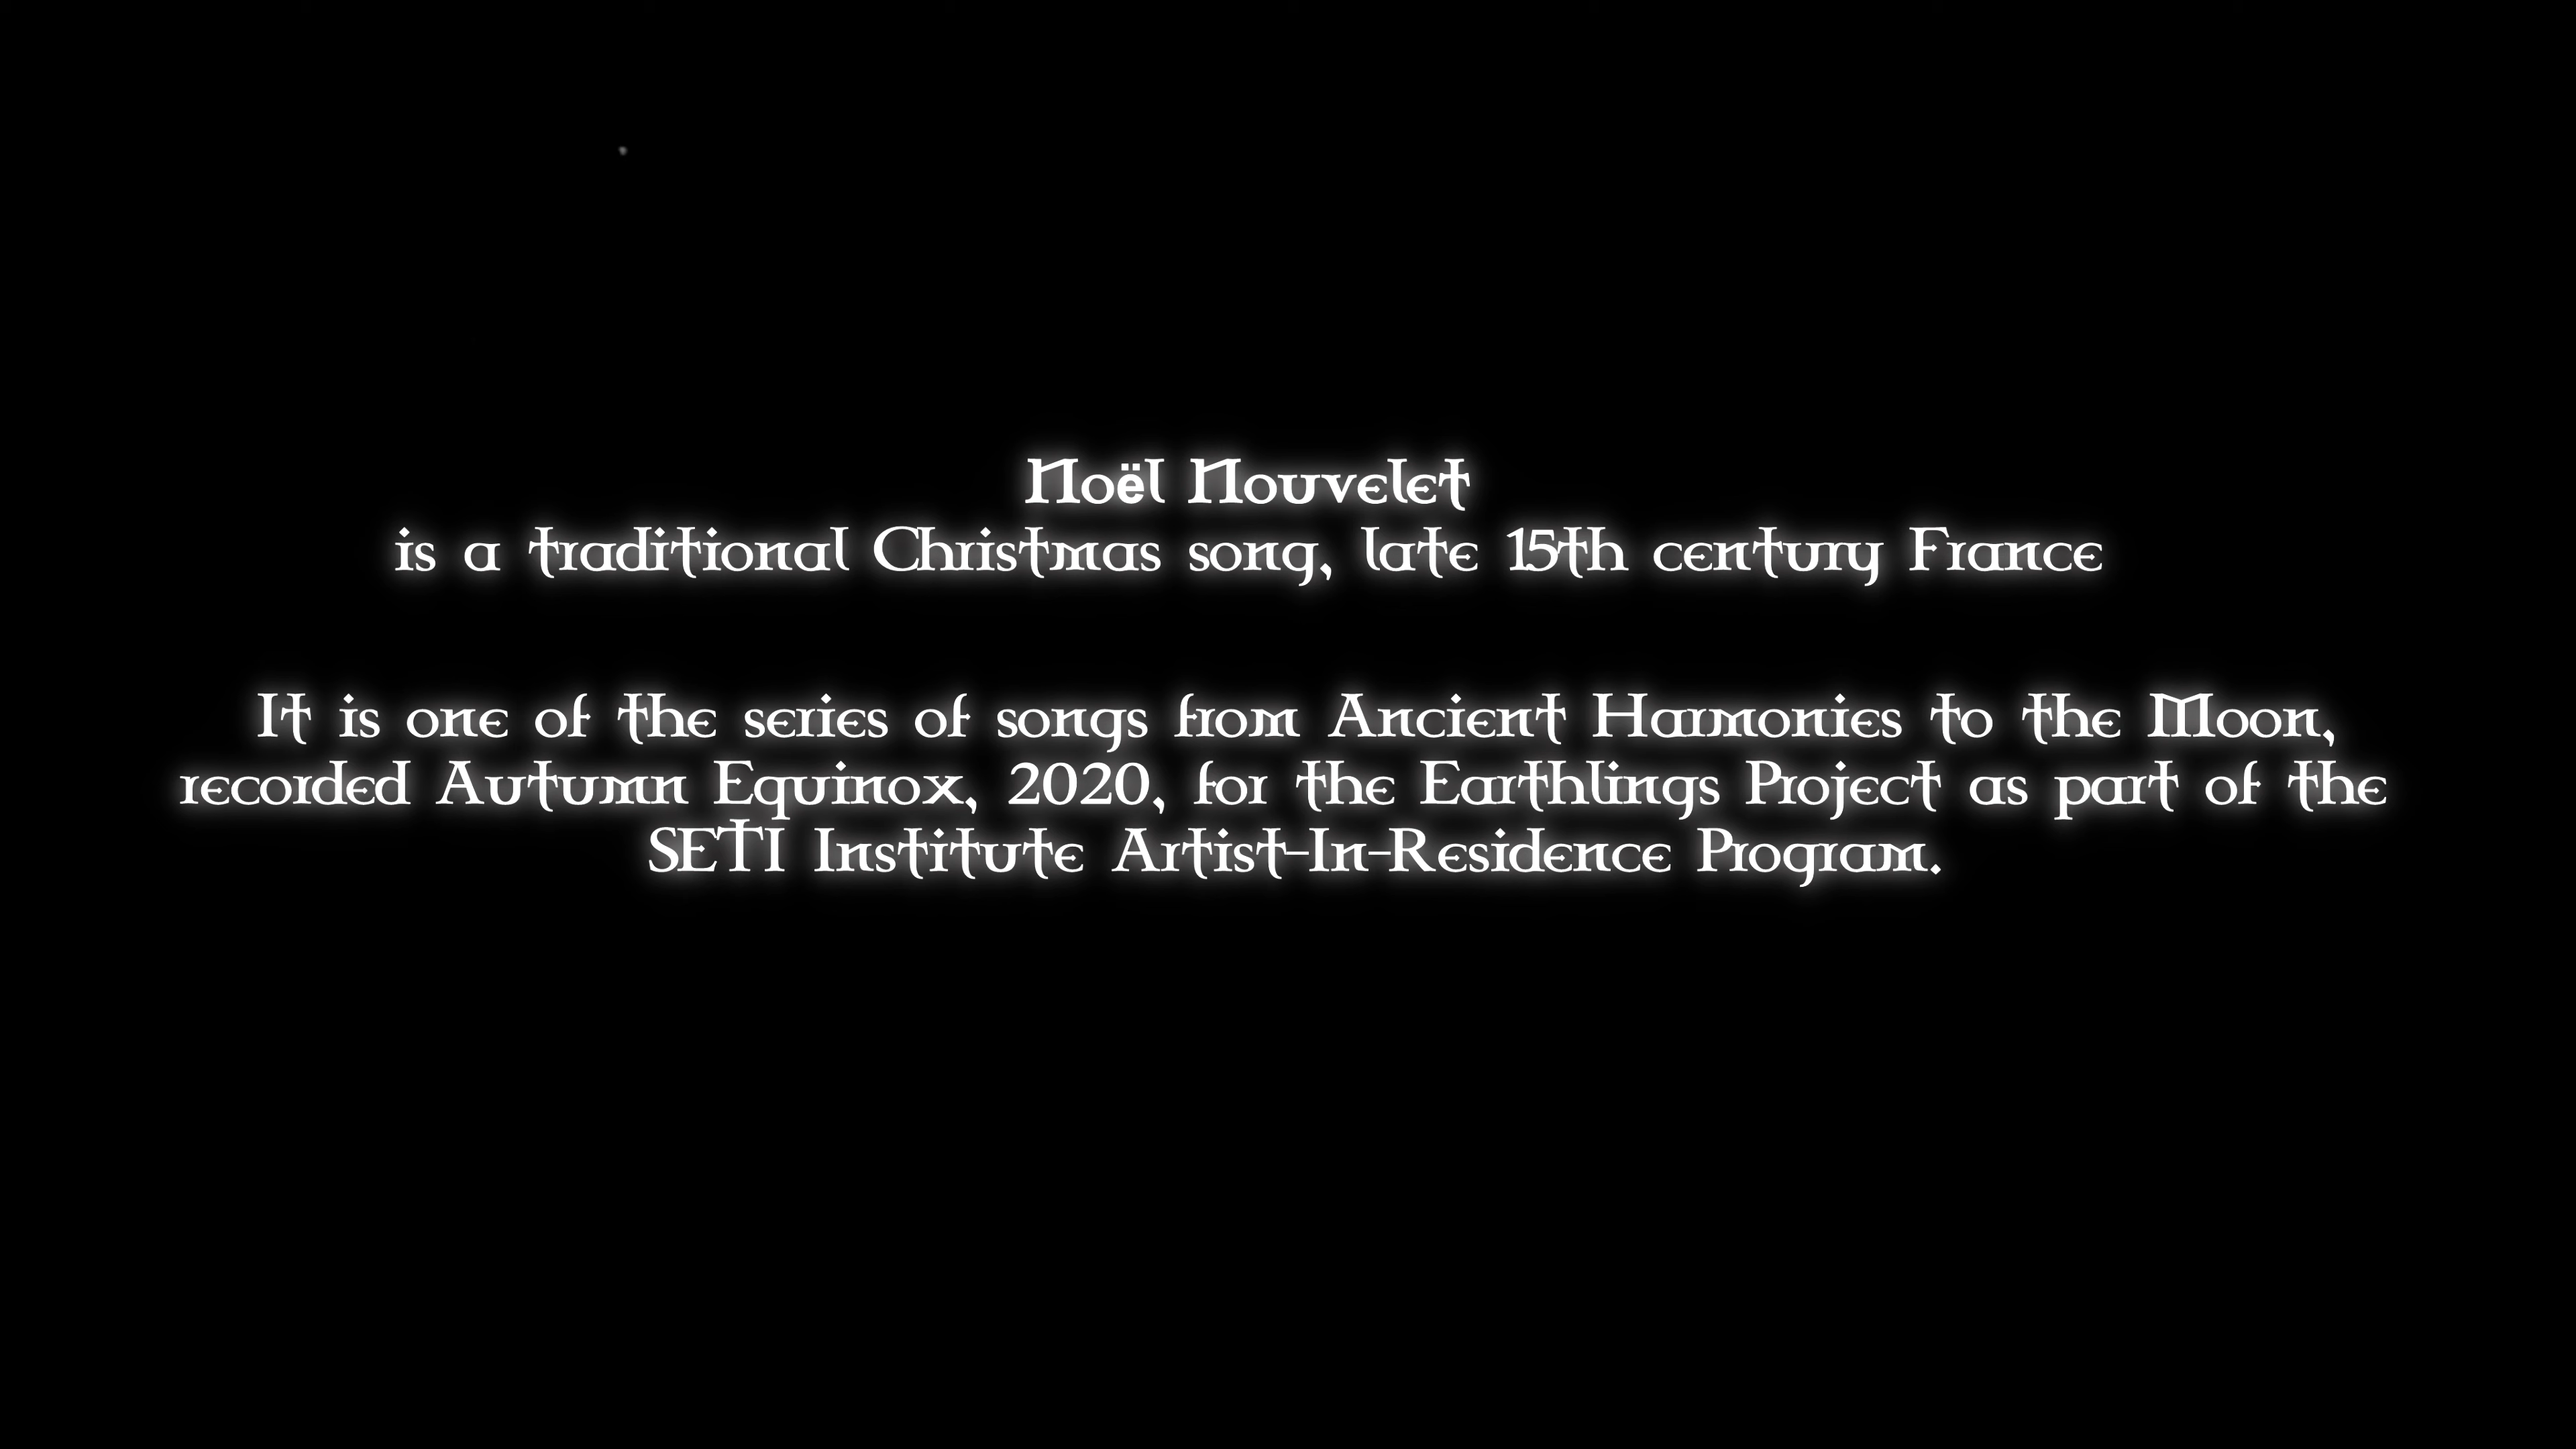 Noël Nouvelet
is a traditional Christmas song, late 15th century France
It is one of the series of songs from Ancient Harmonies to the Moon,
recorded Autumn Equinox, 2020, for the Earthlings Project as part of the
SETI Institute Artist-In-Residence Program.